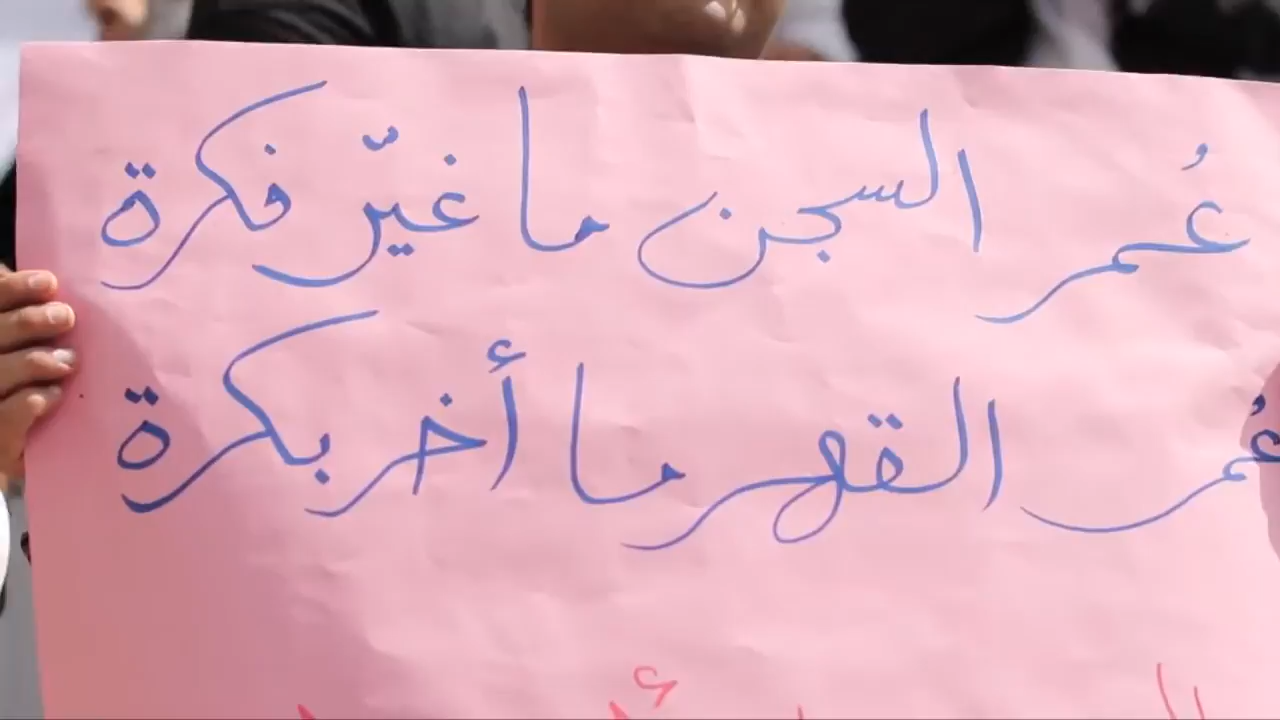 عُمر السجن ما غيّر فكرة
عُمر القهر ما أخر بكرة